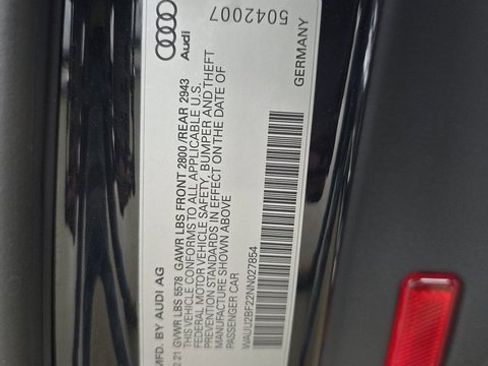 MFD. BY AUDI AG
2 21 GVWR LBS 5578 GAWR LBS FRONT 2800 /REAR 2943
THIS VEHICLE CONFORMS TO ALL APPLICABLE U.S.
FEDERAL MOTOR VEHICLE SAFETY, BUMPER AND THEFT
PREVENTION STANDARDS IN EFFECT ON THE DATE OF
MANUFACTURE SHOWN ABOVE
PASSENGER CAR
WAUU2BF22NN027854
Audi
GERMANY
5042007